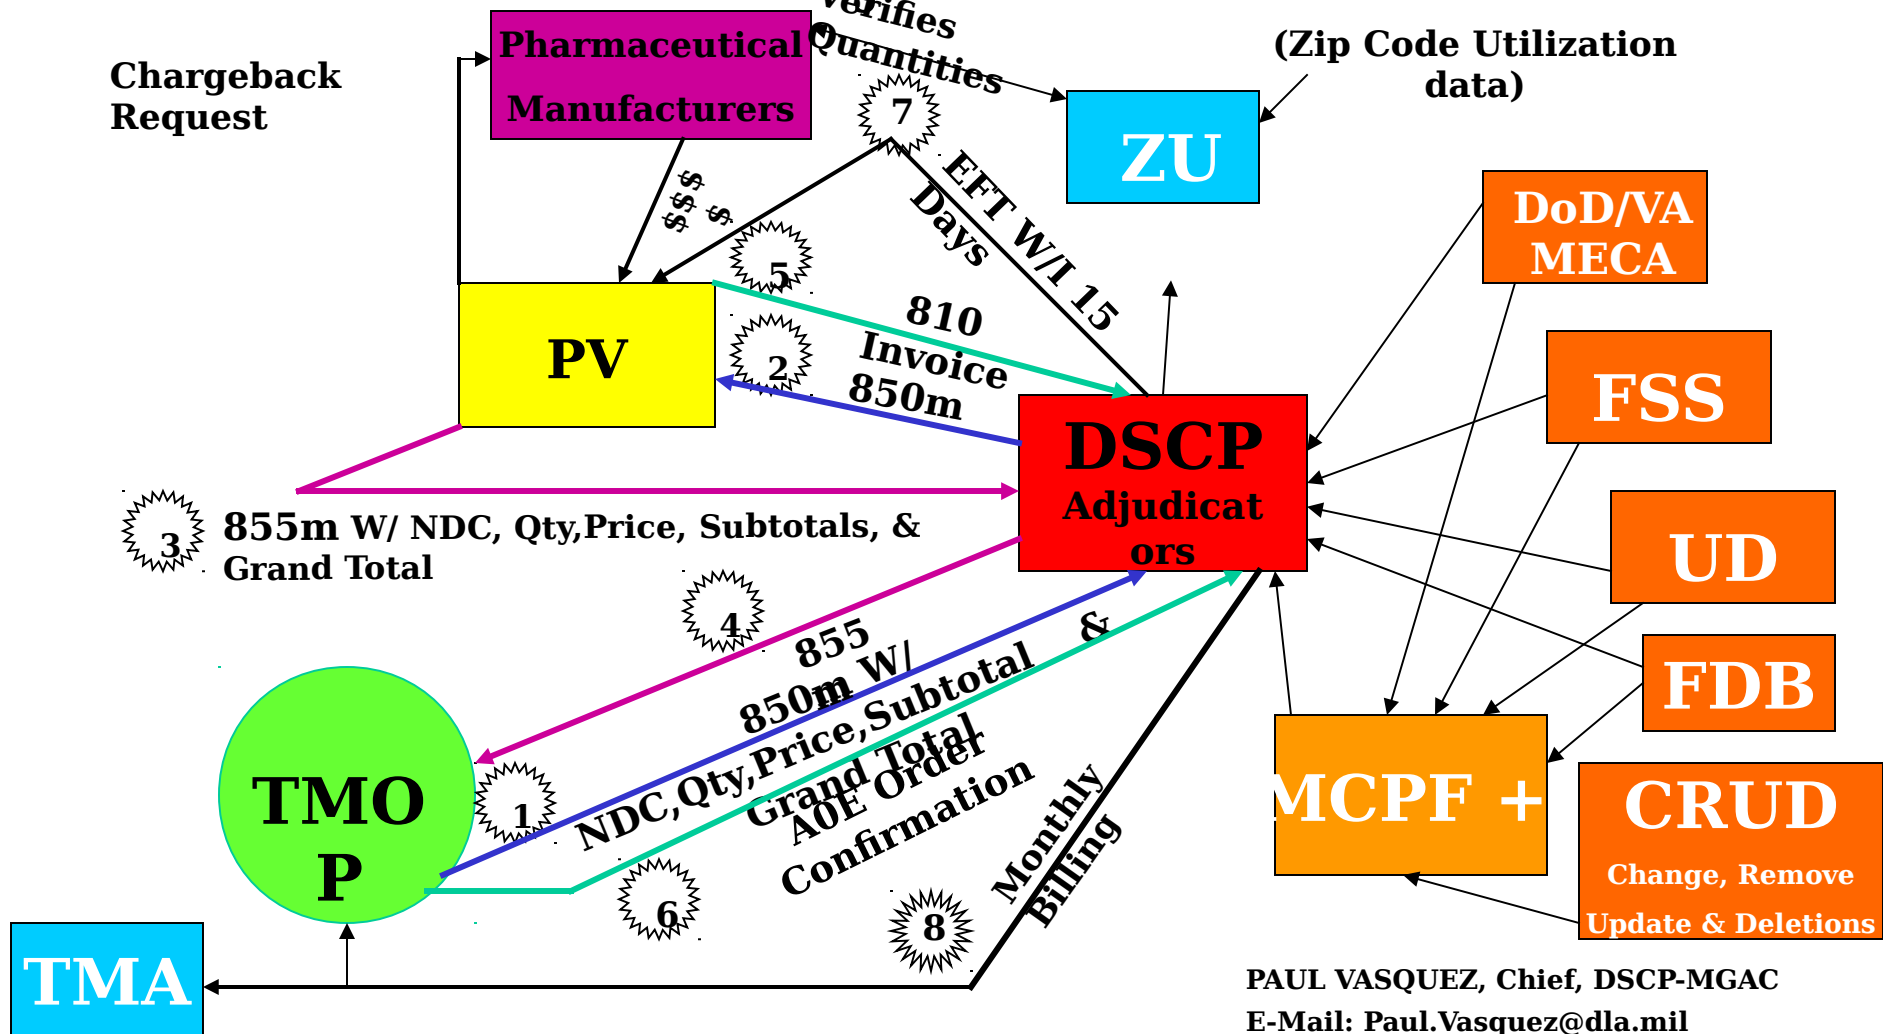 Verifies
Quantities
(Zip Code Utilization
data)
Chargeback
Request
Pharmaceutical
Manufacturers
7
ZU
DoD/VA
MECA
$$$
$
EFT W/I 15
Days
5
810
Invoice
PV
2
850m
FSS
DSCP
Adjudicat
ors
3
855m W/ NDC, Qty,Price, Subtotals, &
Grand Total
UD
4
855
850m W/
NDC,Qty,Price,Subtotal &
Grand Total
FDB
TMO
P
1
A0E Order
Confirmation
6
Monthly
Billing
8
MCPF +
CRUD
Change, Remove
Update & Deletions
TMA
PAUL VASQUEZ, Chief, DSCP-MGAC
E-Mail: Paul.Vasquez@dla.mil